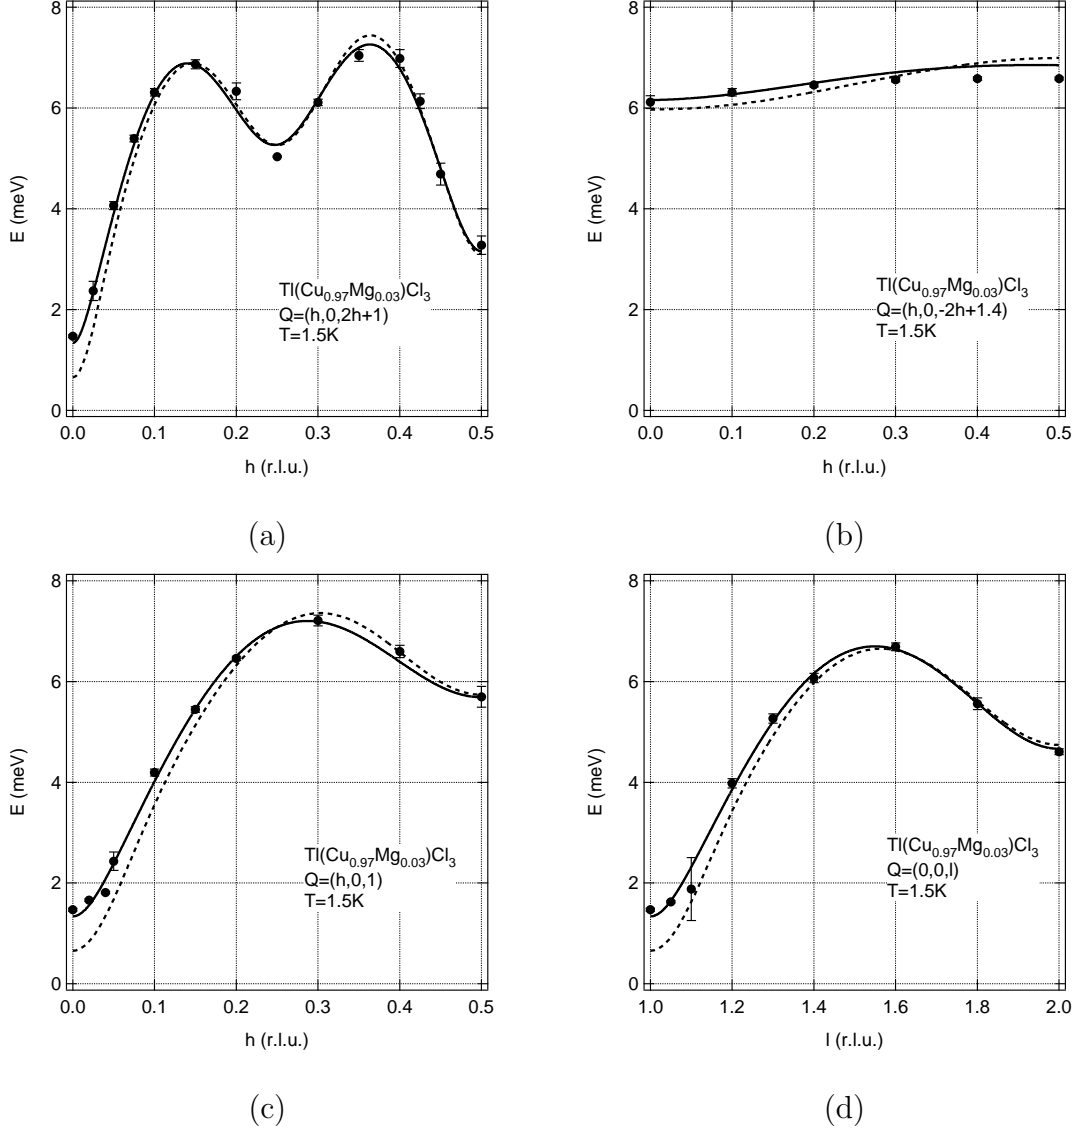 8
6
4
2
0
E (meV)
Tl(Cu0.97Mg0.03)Cl3
Q=(h,0,2h+1)
T=1.5K
0.0 0.1 0.2 0.3 0.4 0.5
h (r.l.u.)
(a)
8
6
4
2
0
E (meV)
Tl(Cu0.97Mg0.03)Cl3
Q=(h,0,-2h+1.4)
T=1.5K
0.0 0.1 0.2 0.3 0.4 0.5
h (r.l.u.)
(b)
8
6
4
2
0
E (meV)
Tl(Cu0.97Mg0.03)Cl3
Q=(h,0,1)
T=1.5K
0.0 0.1 0.2 0.3 0.4 0.5
h (r.l.u.)
(c)
8
6
4
2
0
E (meV)
Tl(Cu0.97Mg0.03)Cl3
Q=(0,0,l)
T=1.5K
1.0 1.2 1.4 1.6 1.8 2.0
l (r.l.u.)
(d)